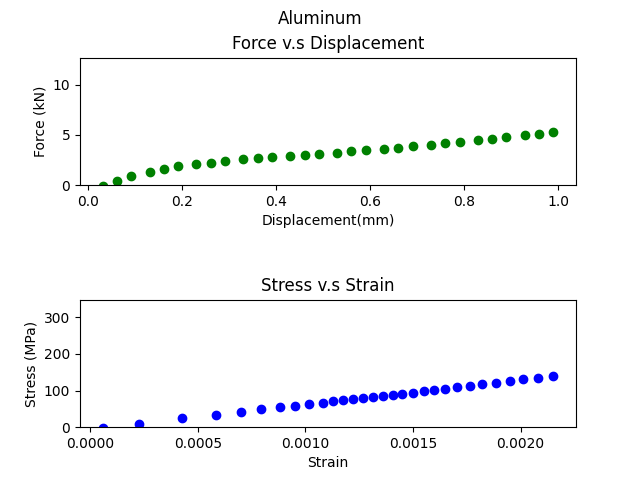 Aluminum
Force v.s Displacement
Force (kN)
10
5
0
0.0 0.2 0.4 0.6 0.8 1.0
Displacement(mm)
Stress v.s Strain
Stress (MPa)
300
200
100
0
0.0000 0.0005 0.0010 0.0015 0.0020
Strain